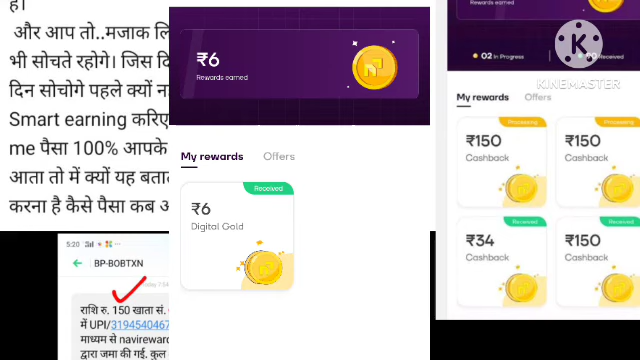 है।
और आप तो..मजाक लि
भी सोचते रहोगे। जिस दि
दिन सोचोगे पहले क्यों न
Smart earning करिए
me पैसा 100% आपके
आता तो में क्यों यह बता
करना है कैसे पैसा कब अ
5:20
BP-BOBTXN
राशि रु. 150 खाता सं.
में UPI/319454046
माध्यम से navirewar
द्वारा जमा की गई. कुल
₹6
Rewards earned
My rewards
Offers
Received
₹6
Digital Gold
Rewards earned
02 In Progress
Received
KINEMASTER
My rewards
Offers
Processing
₹150
Cashback
Processing
₹150
Cashback
Received
₹34
Cashback
Received
₹150
Cashback